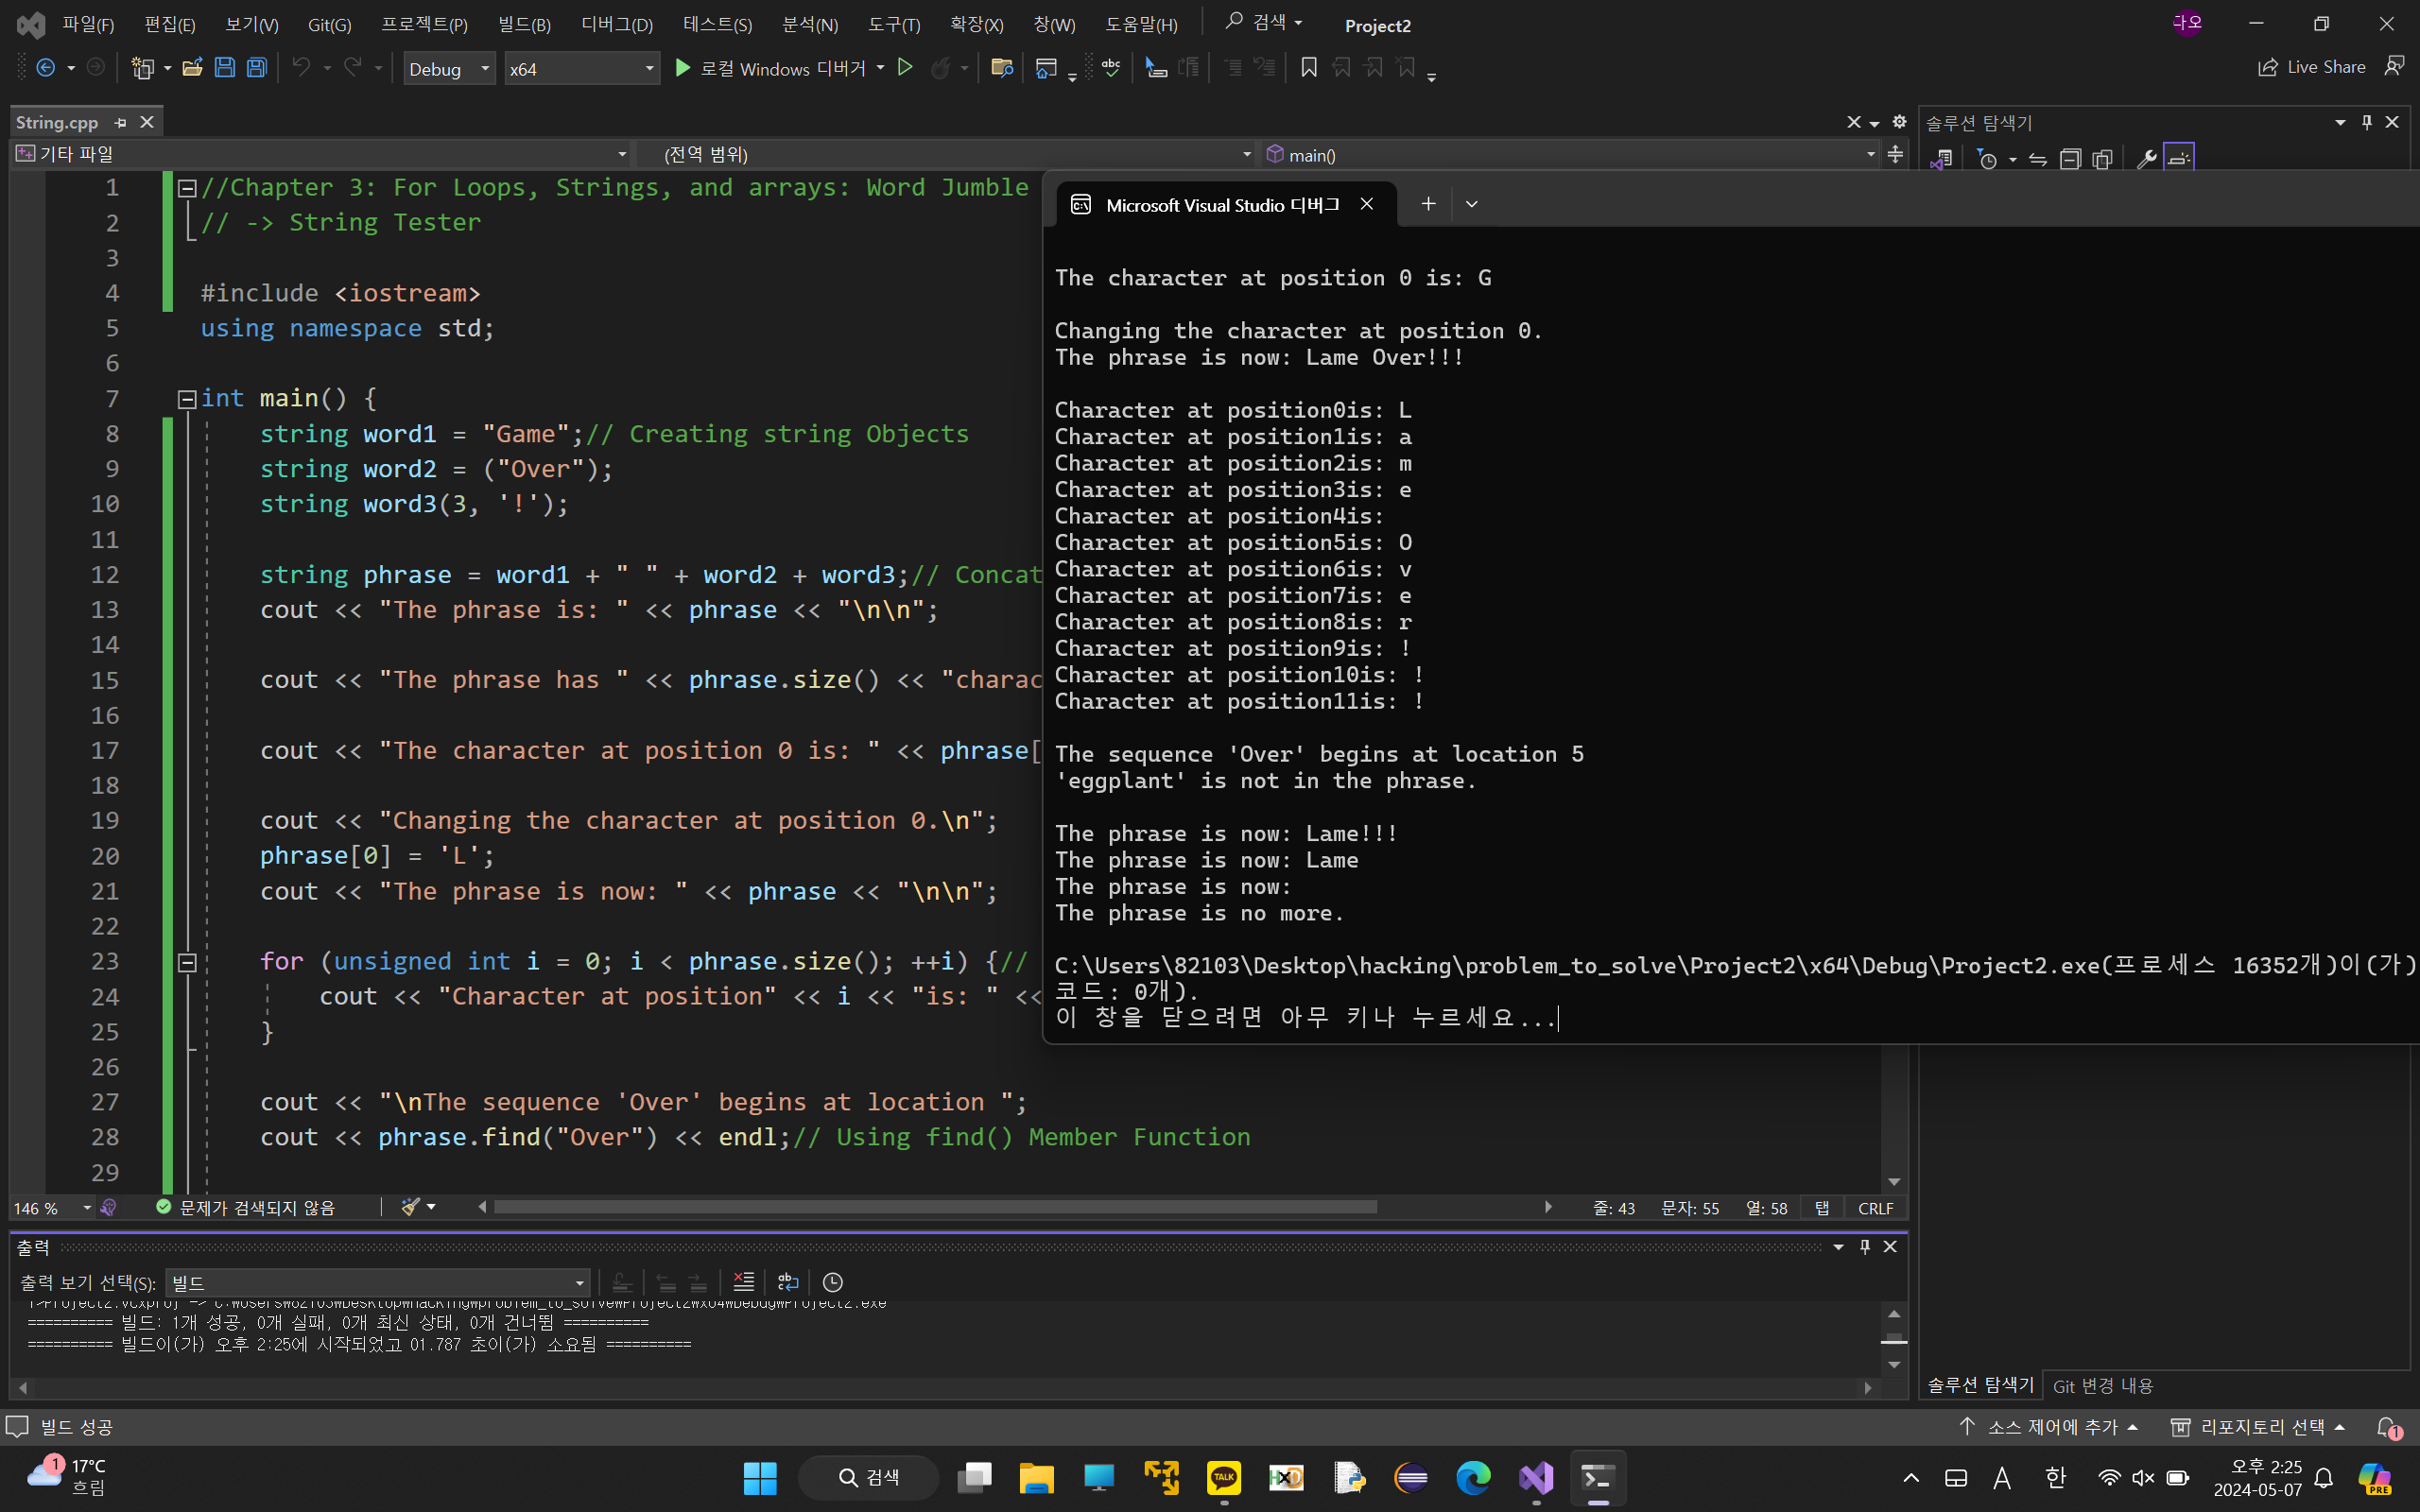 파일(F) 편집(E) 보기(V) Git(G) 프로젝트(P) 빌드(B) 디버그(D) 테스트(S) 분석(N) 도구(T) 확장(X) 창(W) 도움말(H) 검색 Project2 다오
Debug x64 로컬 Windows 디버거 Live Share
String.cpp
솔루션 탐색기
기타 파일 (전역 범위) main()
1 //Chapter 3: For Loops, Strings, and arrays: Word Jumble
2 // -> String Tester
3
4 #include <iostream>
5 using namespace std;
6
7 int main() {
8 string word1 = "Game";// Creating string Objects
9 string word2 = ("Over");
10 string word3(3, '!');
11
12 string phrase = word1 + " " + word2 + word3;// Concat
13 cout << "The phrase is: " << phrase << "\n\n";
14
15 cout << "The phrase has " << phrase.size() << "charac
16
17 cout << "The character at position 0 is: " << phrase[
18
19 cout << "Changing the character at position 0.\n";
20 phrase[0] = 'L';
21 cout << "The phrase is now: " << phrase << "\n\n";
22
23 for (unsigned int i = 0; i < phrase.size(); ++i) {//
24 cout << "Character at position" << i << "is: " <<
25 }
26
27 cout << "\nThe sequence 'Over' begins at location ";
28 cout << phrase.find("Over") << endl;// Using find() Member Function
29
Microsoft Visual Studio 디버그
The character at position 0 is: G
Changing the character at position 0.
The phrase is now: Lame Over!!!
Character at position0is: L
Character at position1is: a
Character at position2is: m
Character at position3is: e
Character at position4is:
Character at position5is: O
Character at position6is: v
Character at position7is: e
Character at position8is: r
Character at position9is: !
Character at position10is: !
Character at position11is: !
The sequence 'Over' begins at location 5
'eggplant' is not in the phrase.
The phrase is now: Lame!!!
The phrase is now: Lame
The phrase is now:
The phrase is no more.
C:\Users\82103\Desktop\hacking\problem_to_solve\Project2\x64\Debug\Project2.exe(프로세스 16352개)이(가)
코드: 0개).
이 창을 닫으려면 아무 키나 누르세요...
146 % 문제가 검색되지 않음 줄: 43 문자: 55 열: 58 탭 CRLF
출력
출력 보기 선택(S): 빌드
1>Project2.vcxproj -> C:₩Users₩82103₩Desktop₩hacking₩problem_to_solve₩Project2₩x64₩Debug₩Project2.exe
========== 빌드: 1개 성공, 0개 실패, 0개 최신 상태, 0개 건너뜀 ==========
========== 빌드이(가) 오후 2:25에 시작되었고 01.787 초이(가) 소요됨 ==========
솔루션 탐색기 Git 변경 내용
빌드 성공 소스 제어에 추가 리포지토리 선택 1
1 17°C
흐림
검색
TALK
HXD
PRE
A 한
오후 2:25
2024-05-07